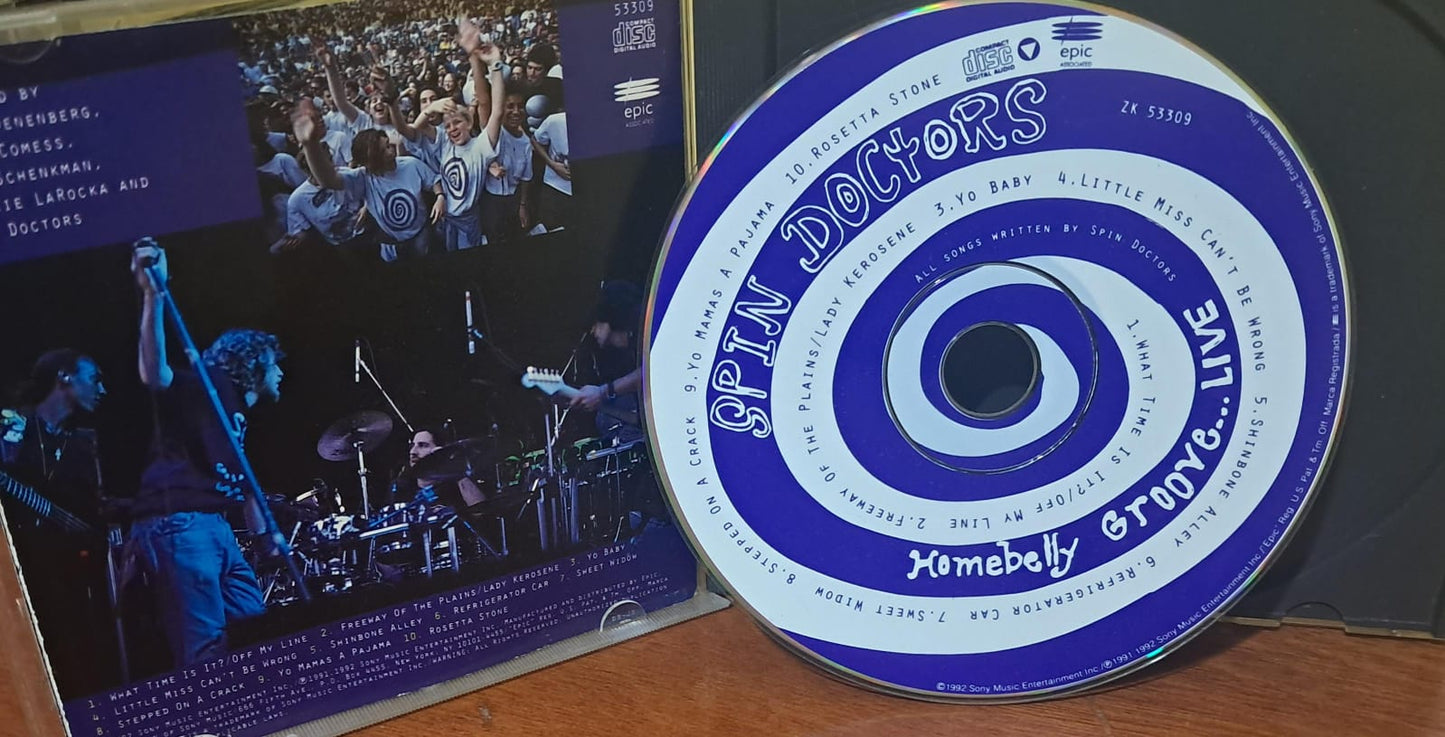 53309
COMPACT
disc
DIGITAL AUDIO
epic
ASSOCIATED
D BY
ENENBERG,
COMESS,
SCHENKMAN,
IE LAROCKA AND
DOCTORS
1. WHAT TIME IS IT?/OFF MY LINE 2. FREEWAY OF THE PLAINS/LADY KEROSENE 3. YO BABY
4. LITTLE MISS CAN'T BE WRONG 5. SHINBONE ALLEY 6. REFRIGERATOR CAR 7. SWEET WIDOW
8. STEPPED ON A CRACK 9. YO MAMAS A PAJAMA 10. ROSETTA STONE
COMPACT
disc
DIGITAL AUDIO
epic
ASSOCIATED
ZK 53309
SPIN DOCTORS
HOMEBELLY GROOVE...LIVE
ALL SONGS WRITTEN BY SPIN DOCTORS
1. WHAT TIME IS IT?/OFF MY LINE 2. FREEWAY OF THE PLAINS/LADY KEROSENE 3. YO BABY 4. LITTLE MISS CAN'T BE WRONG 5. SHINBONE ALLEY 6. REFRIGERATOR CAR 7. SWEET WIDOW 8. STEPPED ON A CRACK 9. YO MAMAS A PAJAMA 10. ROSETTA STONE
©1992 Sony Music Entertainment Inc./℗1991 1992 Sony Music Entertainment Inc./"Epic" Reg. U.S. Pat. & Tm. Off. Marca Registrada/ is a trademark of Sony Music Entertainment Inc.